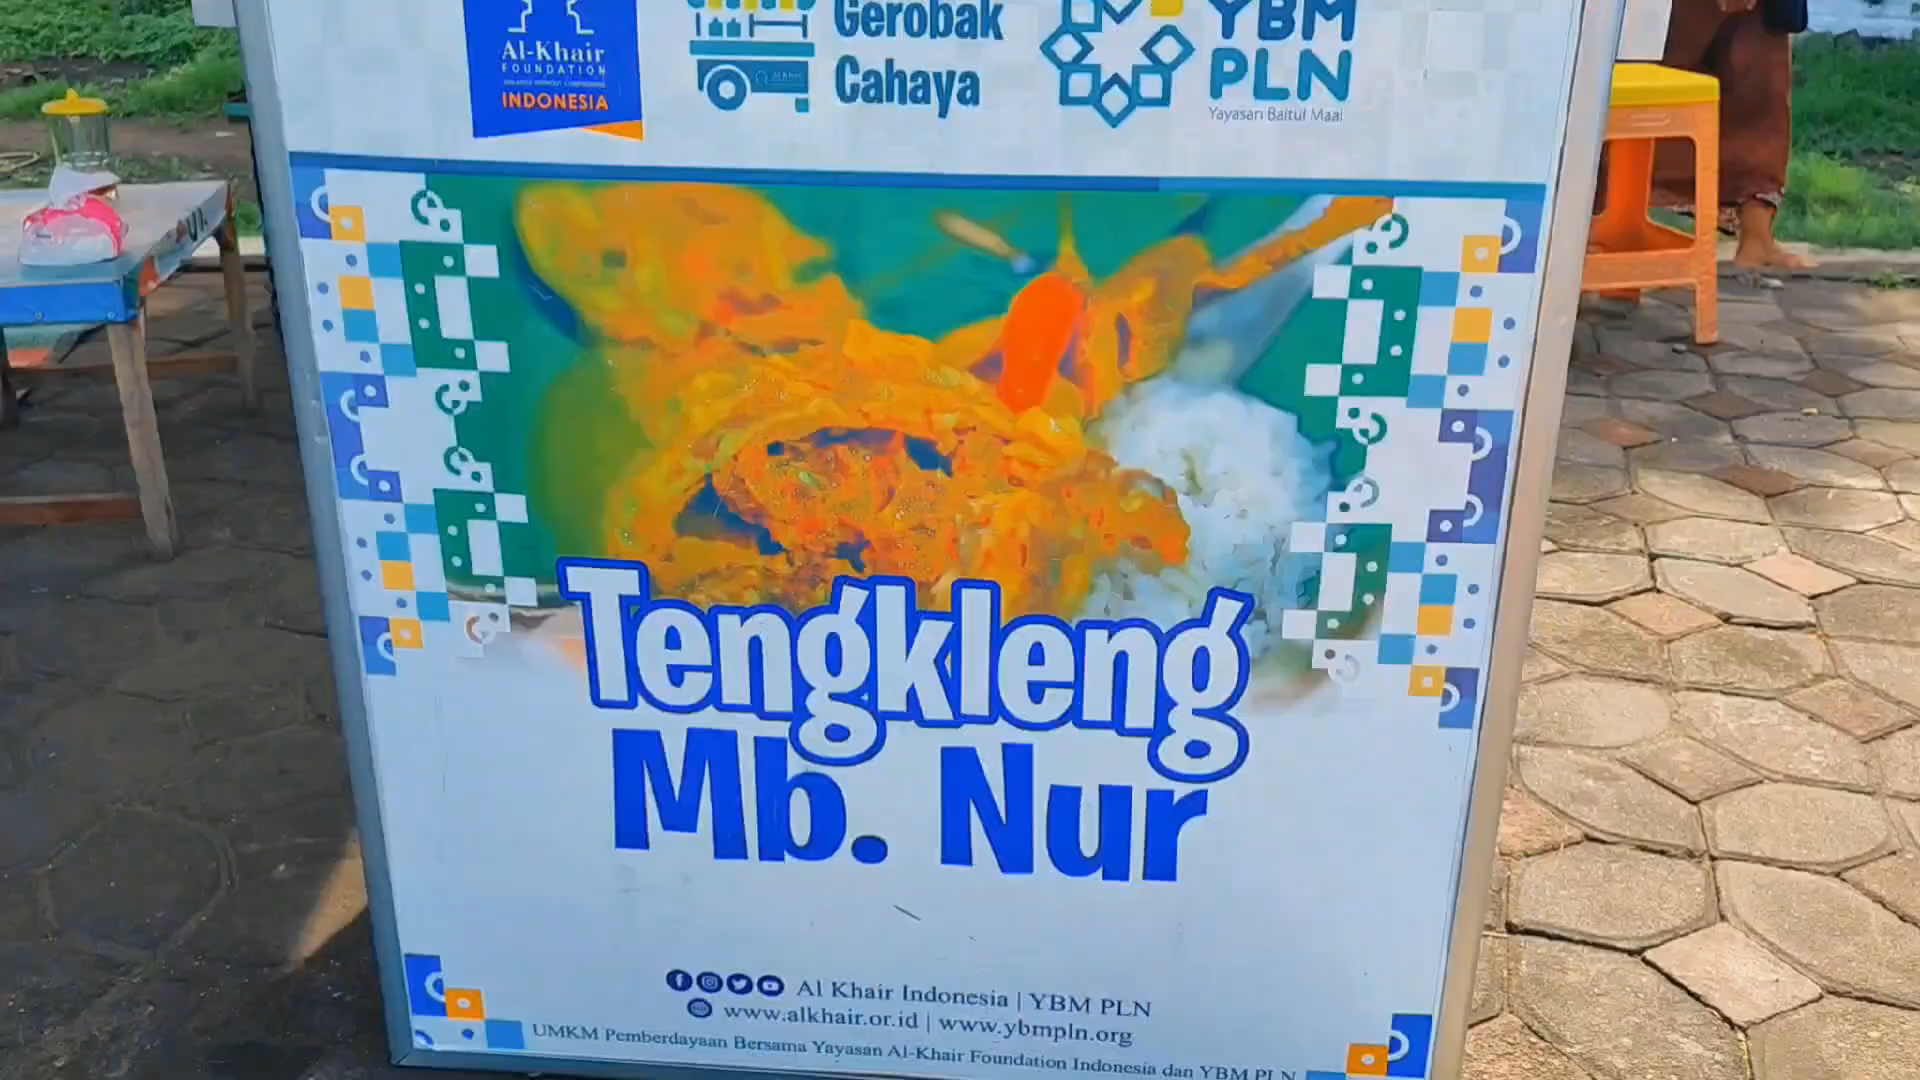 Al-Khair
FOUNDATION
INDONESIA
Gerobak
Cahaya
YBM
PLN
Yayasan Baitul Maal
Tengkleng
Mb. Nur
Al Khair Indonesia | YBM PLN
www.alkhair.or.id | www.ybmpln.org
UMKM Pemberdayaan Bersama Yayasan Al-Khair Foundation Indonesia dan YBM PLN